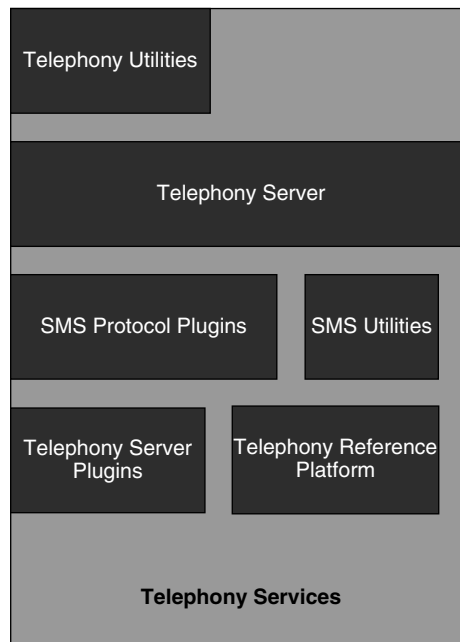 Telephony Utilities
Telephony Server
SMS Protocol Plugins
SMS Utilities
Telephony Server
Plugins
Telephony Reference
Platform
Telephony Services